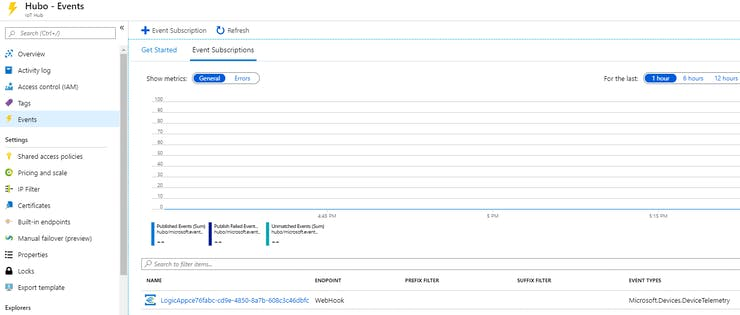 Hubo - Events
IoT Hub
Search (Ctrl+/)
Overview
Activity log
Access control (IAM)
Tags
Events
Settings
Shared access policies
Pricing and scale
IP Filter
Certificates
Built-in endpoints
Manual failover (preview)
Properties
Locks
Export template
Explorers
Event Subscription
Refresh
Get Started
Event Subscriptions
Show metrics:
General
Errors
For the last:
1 hour
6 hours
12 hours
100
90
80
70
60
50
40
30
20
10
0
4:45 PM
5 PM
5:15 PM
Published Events (Sum)
hubo/microsoft.event...
--
Publish Failed Event...
hubo/microsoft.event...
--
Unmatched Events (Sum)
hubo/microsoft.event...
--
Search to filter items...
NAME ENDPOINT PREFIX FILTER SUFFIX FILTER EVENT TYPES
LogicAppce76fabc-cd9e-4850-8a7b-608c3c46dbfc WebHook Microsoft.Devices.DeviceTelemetry